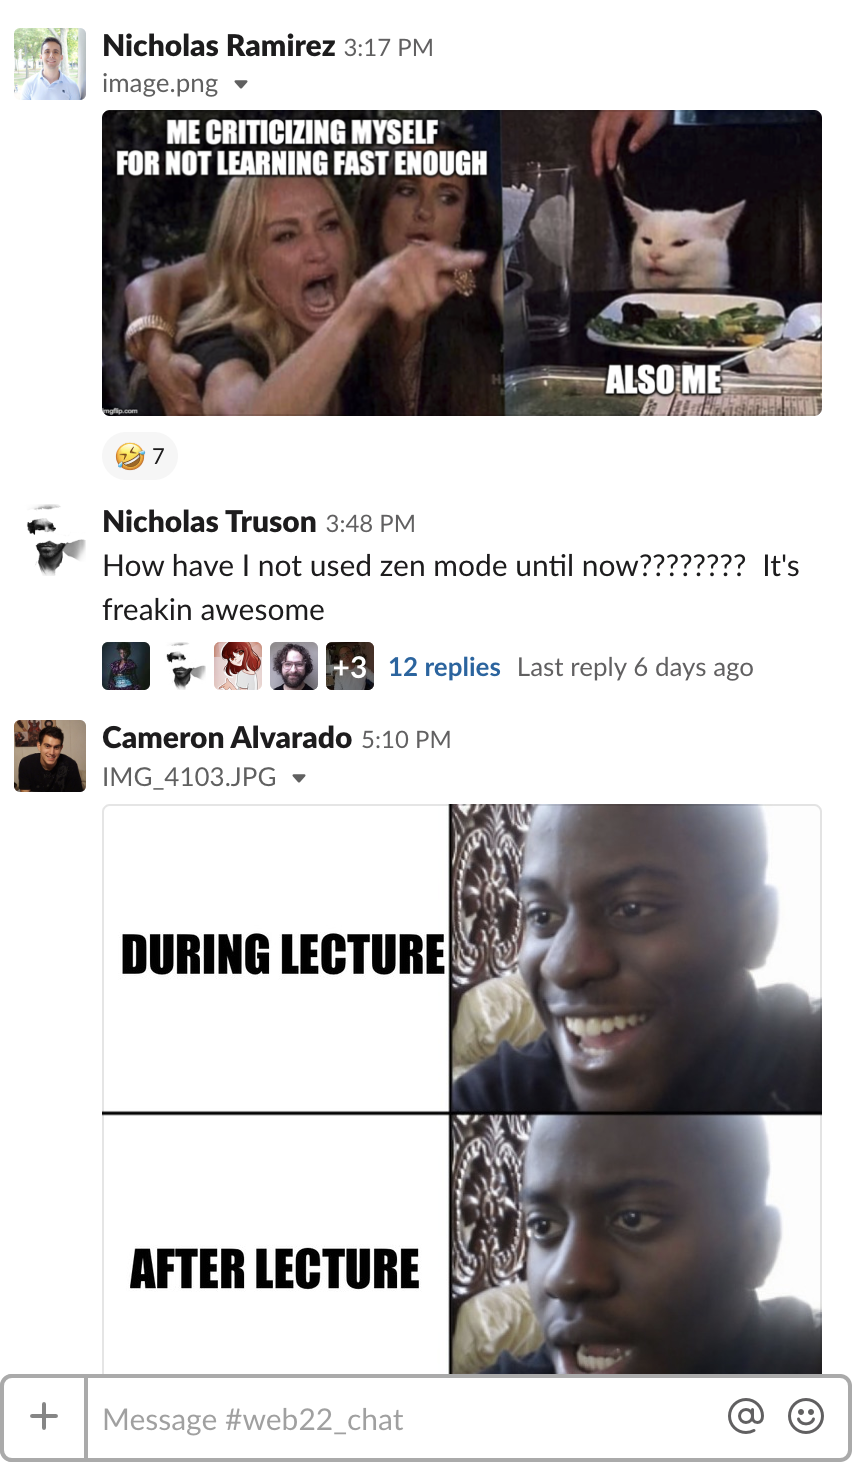 Nicholas Ramirez 3:17 PM
image.png
ME CRITICIZING MYSELF
FOR NOT LEARNING FAST ENOUGH
ALSO ME
imgflip.com
7
Nicholas Truson 3:48 PM
How have I not used zen mode until now???????? It's
freakin awesome
+3 12 replies Last reply 6 days ago
Cameron Alvarado 5:10 PM
IMG_4103.JPG
DURING LECTURE
AFTER LECTURE
Message #web22_chat